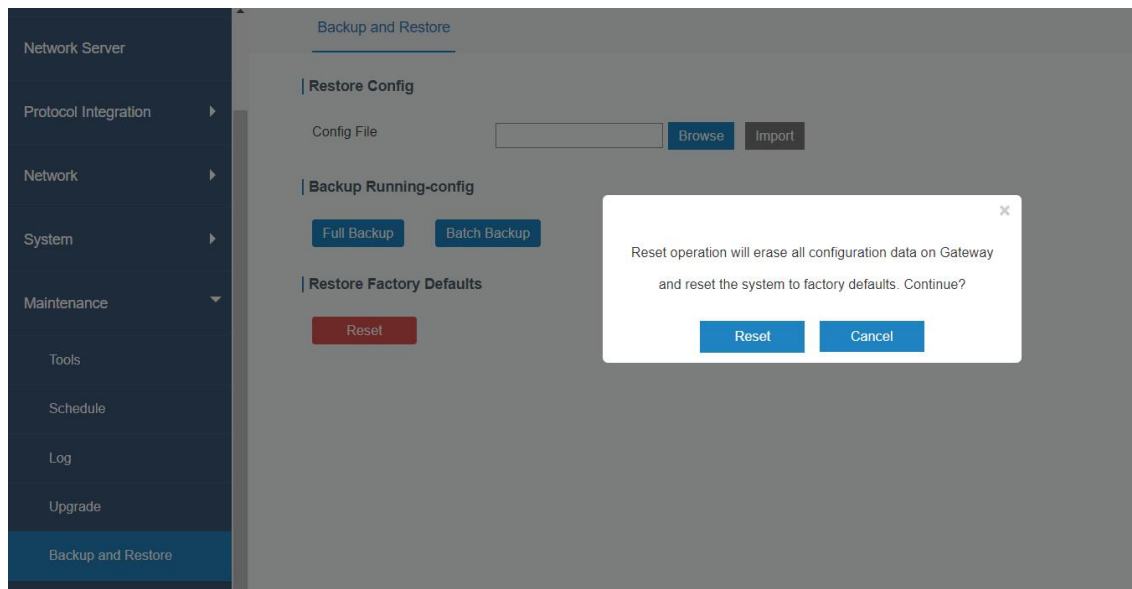 Network Server
Protocol Integration
Network
System
Maintenance
Tools
Schedule
Log
Upgrade
Backup and Restore
Backup and Restore
Restore Config
Config File
Browse
Import
Backup Running-config
Full Backup
Batch Backup
Restore Factory Defaults
Reset
Reset operation will erase all configuration data on Gateway
and reset the system to factory defaults. Continue?
Reset
Cancel